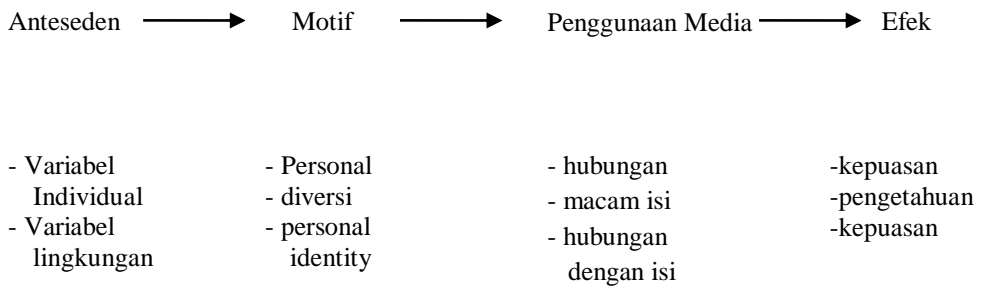 Anteseden Motif Penggunaan Media Efek
- Variabel Individual
- Variabel lingkungan
- Personal
- diversi
- personal identity
- hubungan
- macam isi
- hubungan dengan isi
-kepuasan
-pengetahuan
-kepuasan